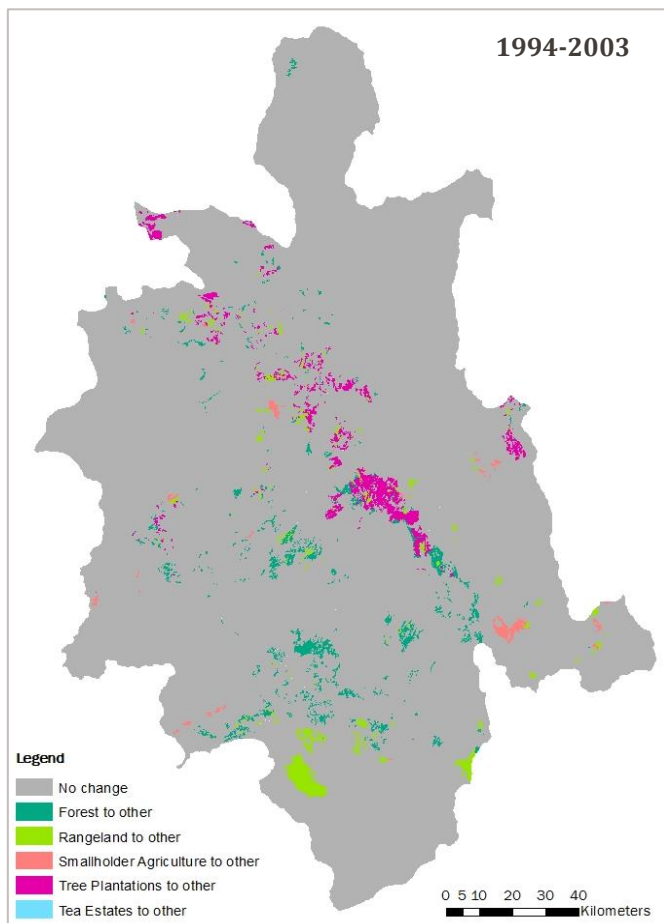 1994-2003
Legend
No change
Forest to other
Rangeland to other
Smallholder Agriculture to other
Tree Plantations to other
Tea Estates to other
0 5 10 20 30 40
Kilometers